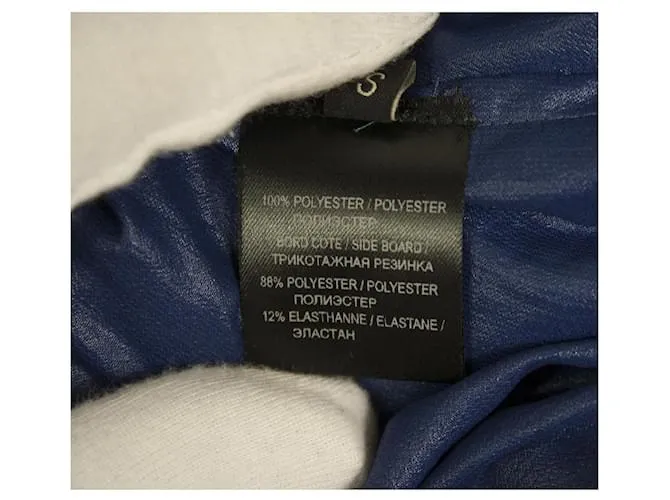 S
100% POLYESTER / POLYESTER
ПОЛИЭСТЕР
BORD COTE / SIDE BOARD /
ТРИКОТАЖНАЯ РЕЗИНКА
88% POLYESTER / POLYESTER
ПОЛИЭСТЕР
12% ELASTHANNE / ELASTANE /
ЭЛАСТАН